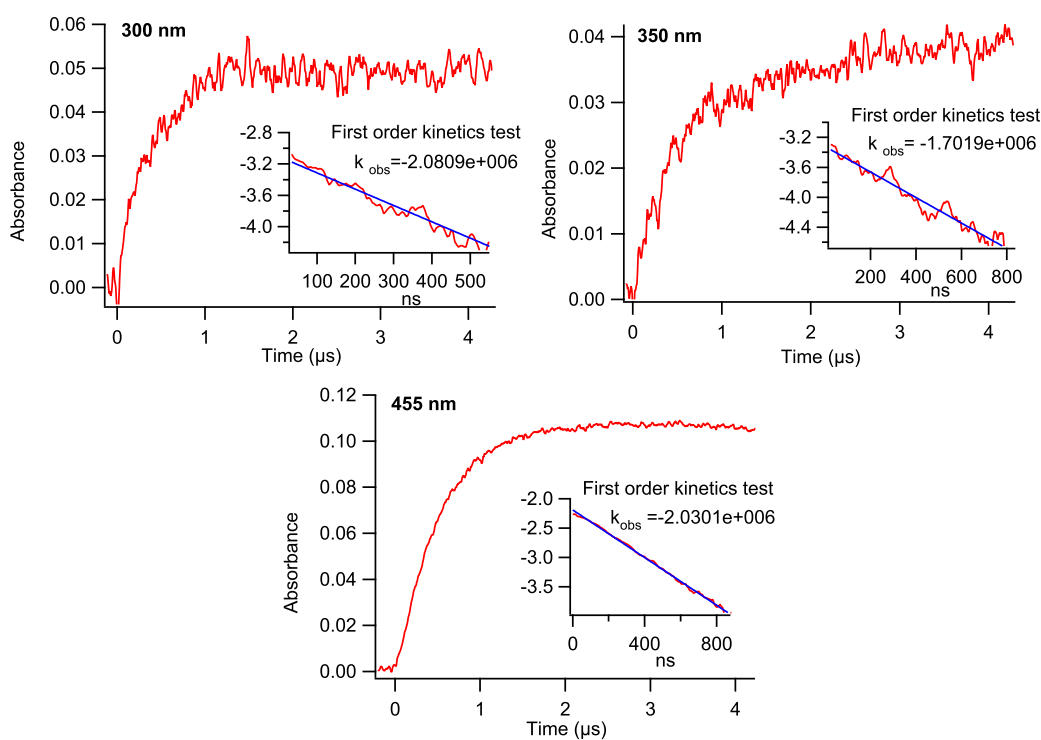 300 nm
0.06
0.05
0.04
0.03
0.02
0.01
0.00
Absorbance
0 1 2 3 4
Time (µs)
First order kinetics test
k obs =-2.0809e+006
-2.8
-3.2
-3.6
-4.0
100 200 300 400 500
ns
350 nm
0.04
0.03
0.02
0.01
0.00
Absorbance
0 1 2 3 4
Time (µs)
First order kinetics test
k obs= -1.7019e+006
-3.2
-3.6
-4.0
-4.4
200 400 600 800
ns
455 nm
0.12
0.10
0.08
0.06
0.04
0.02
0.00
Absorbance
0 1 2 3 4
Time (µs)
First order kinetics test
kobs =-2.0301e+006
-2.0
-2.5
-3.0
-3.5
0 400 800
ns